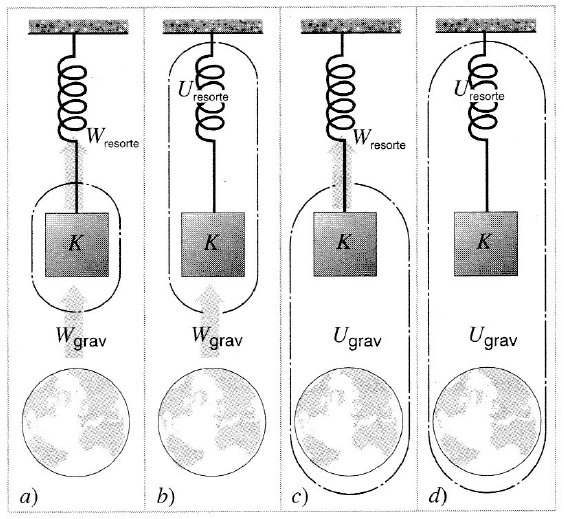 U resorte
U resorte
W resorte
W resorte
K
K
K
K
W grav
W grav
U grav
U grav
a)
b)
c)
d)